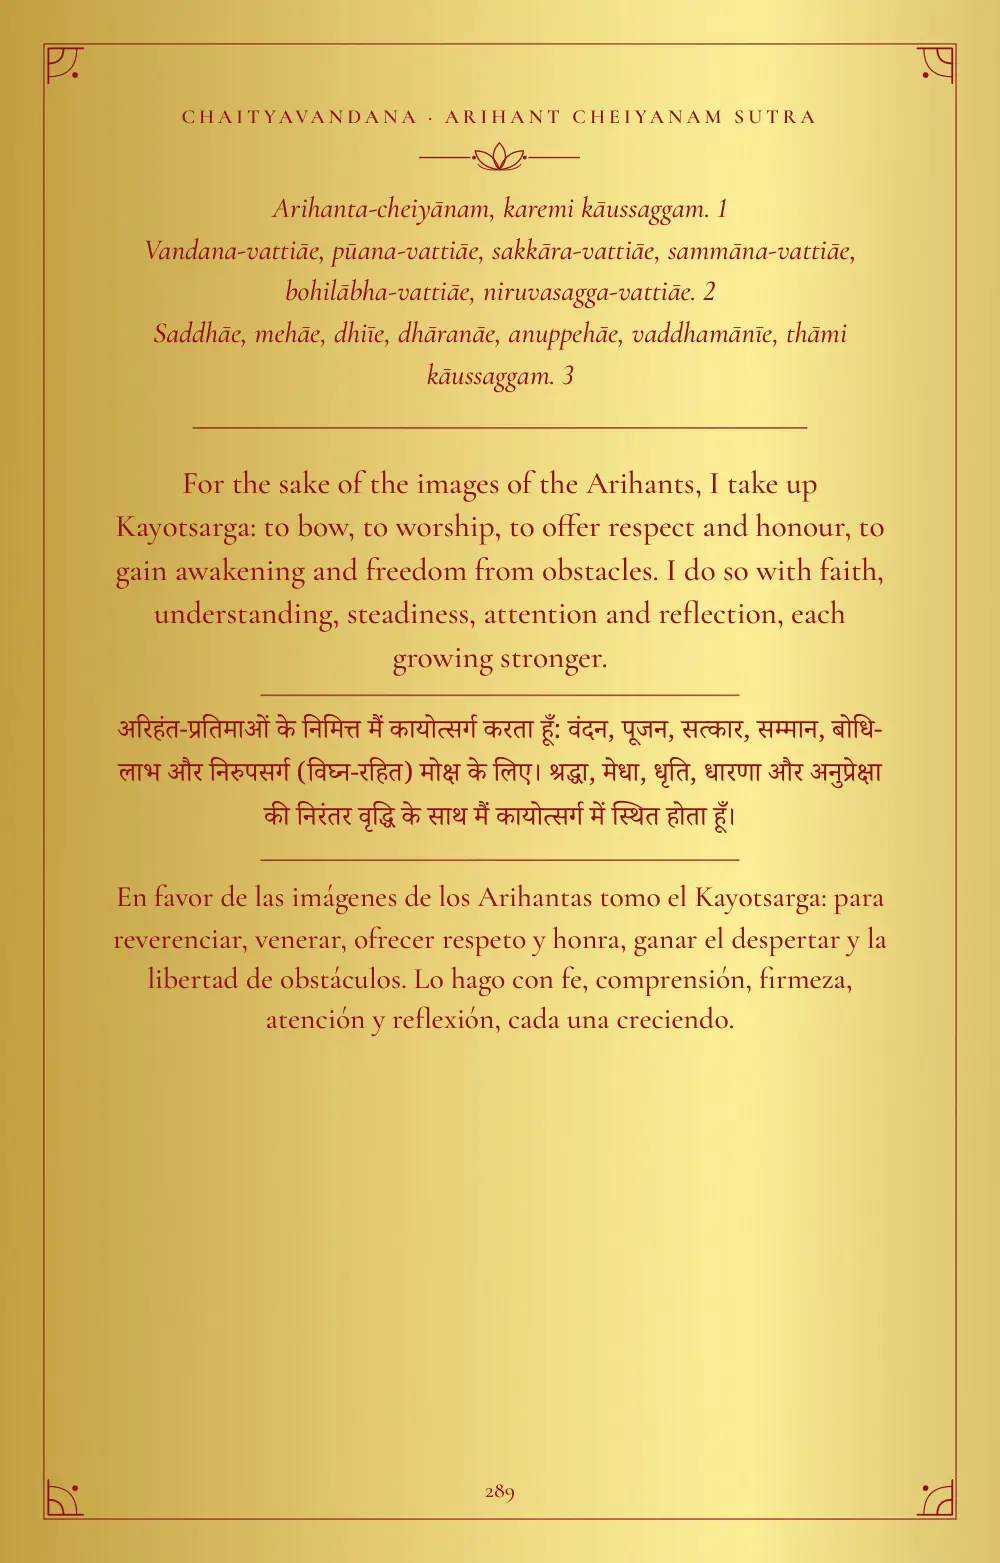 CHAITYAVANDANA · ARIHANT CHEIYANAM SUTRA
Arihanta-cheiyānam, karemi kāussaggam. 1
Vandana-vattiāe, pūana-vattiāe, sakkāra-vattiāe, sammāna-vattiāe,
bohilābha-vattiāe, niruvasagga-vattiāe. 2
Saddhāe, mehāe, dhiīe, dhāranāe, anuppehāe, vaddhamānīe, thāmi
kāussaggam. 3
For the sake of the images of the Arihants, I take up
Kayotsarga: to bow, to worship, to offer respect and honour, to
gain awakening and freedom from obstacles. I do so with faith,
understanding, steadiness, attention and reflection, each
growing stronger.
अरिहंत-प्रतिमाओं के निमित्त मैं कायोत्सर्ग करता हूँ: वंदन, पूजन, सत्कार, सम्मान, बोधि-
लाभ और निरुपसर्ग (विघ्न-रहित) मोक्ष के लिए। श्रद्धा, मेधा, धृति, धारणा और अनुप्रेक्षा
की निरंतर वृद्धि के साथ मैं कायोत्सर्ग में स्थित होता हूँ।
En favor de las imágenes de los Arihantas tomo el Kayotsarga: para
reverenciar, venerar, ofrecer respeto y honra, ganar el despertar y la
libertad de obstáculos. Lo hago con fe, comprensión, firmeza,
atención y reflexión, cada una creciendo.
289